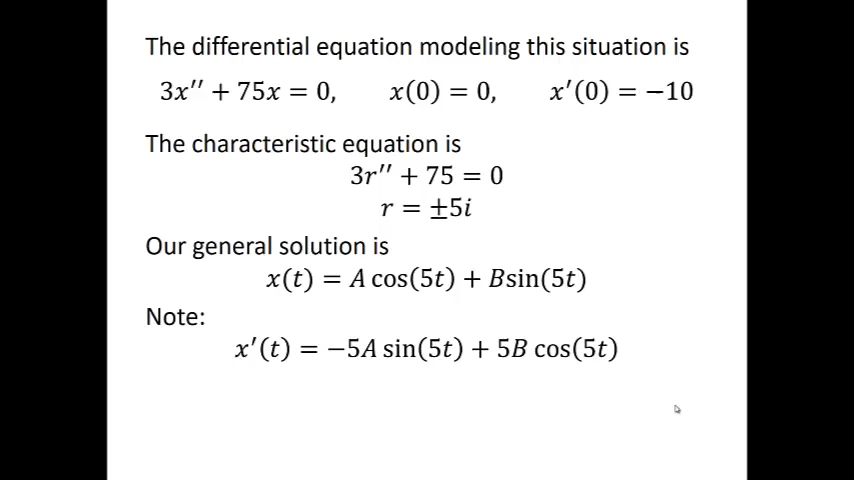 The differential equation modeling this situation is
3x′′ + 75x = 0, x(0) = 0, x′(0) = −10
The characteristic equation is
3r′′ + 75 = 0
r = ±5i
Our general solution is
x(t) = A cos(5t) + Bsin(5t)
Note:
x′(t) = −5A sin(5t) + 5B cos(5t)